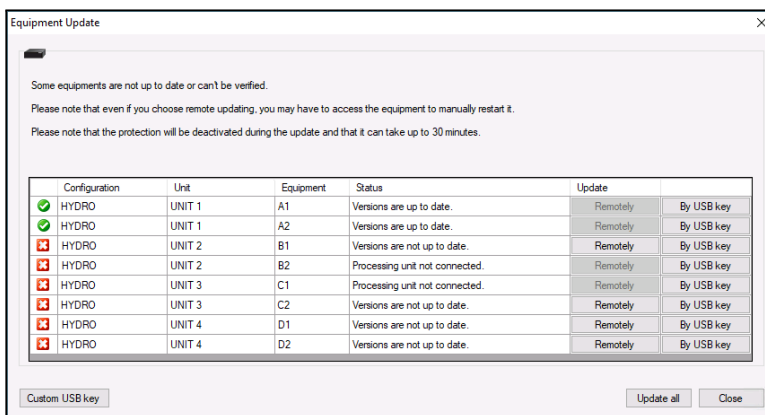 Equipment Update
Some equipments are not up to date or can't be verified.
Please note that even if you choose remote updating, you may have to access the equipment to manually restart it.
Please note that the protection will be deactivated during the update and that it can take up to 30 minutes.
Configuration Unit Equipment Status Update
HYDRO UNIT 1 A1 Versions are up to date. Remotely By USB key
HYDRO UNIT 1 A2 Versions are up to date. Remotely By USB key
HYDRO UNIT 2 B1 Versions are not up to date. Remotely By USB key
HYDRO UNIT 2 B2 Processing unit not connected. Remotely By USB key
HYDRO UNIT 3 C1 Processing unit not connected. Remotely By USB key
HYDRO UNIT 3 C2 Versions are not up to date. Remotely By USB key
HYDRO UNIT 4 D1 Versions are not up to date. Remotely By USB key
HYDRO UNIT 4 D2 Versions are not up to date. Remotely By USB key
Custom USB key Update all Close